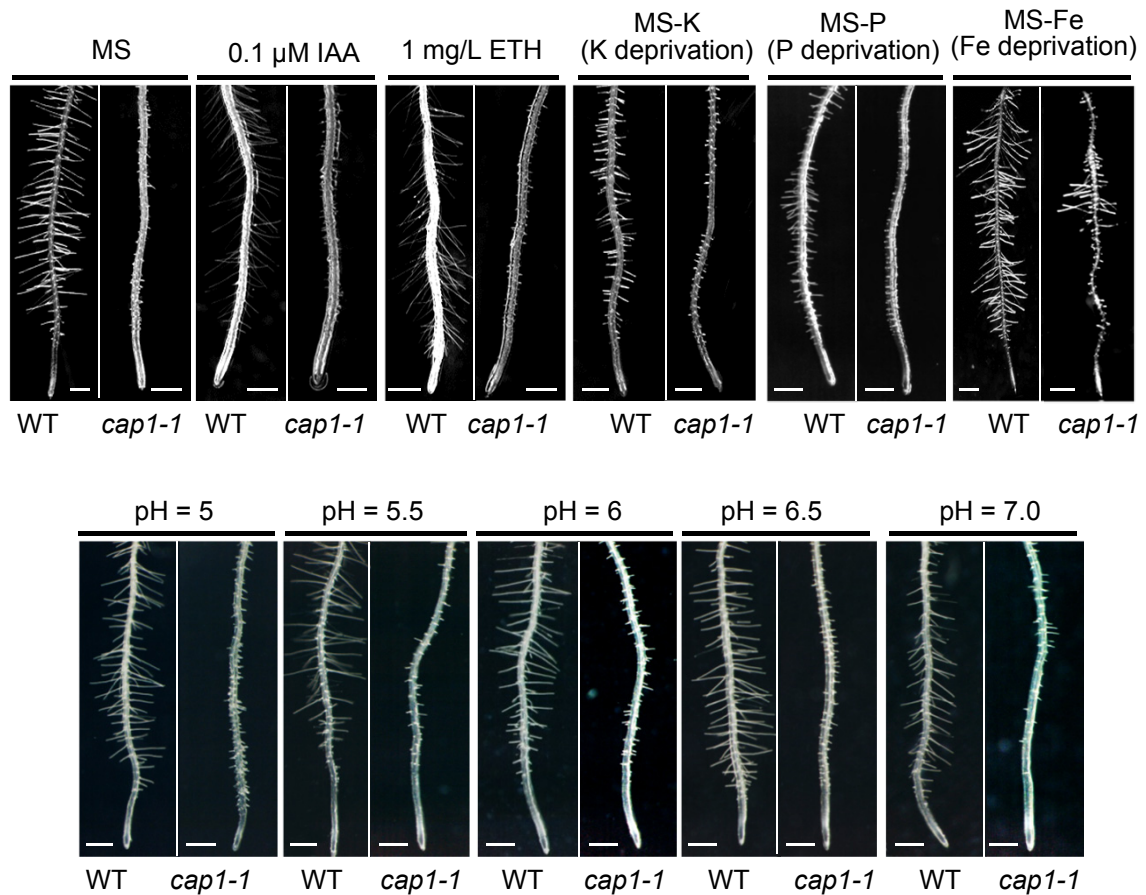 MS 0.1 µM IAA 1 mg/L ETH MS-K MS-P MS-Fe
(K deprivation) (P deprivation) (Fe deprivation)
WT cap1-1 WT cap1-1 WT cap1-1 WT cap1-1 WT cap1-1 WT cap1-1
pH = 5 pH = 5.5 pH = 6 pH = 6.5 pH = 7.0
WT cap1-1 WT cap1-1 WT cap1-1 WT cap1-1 WT cap1-1